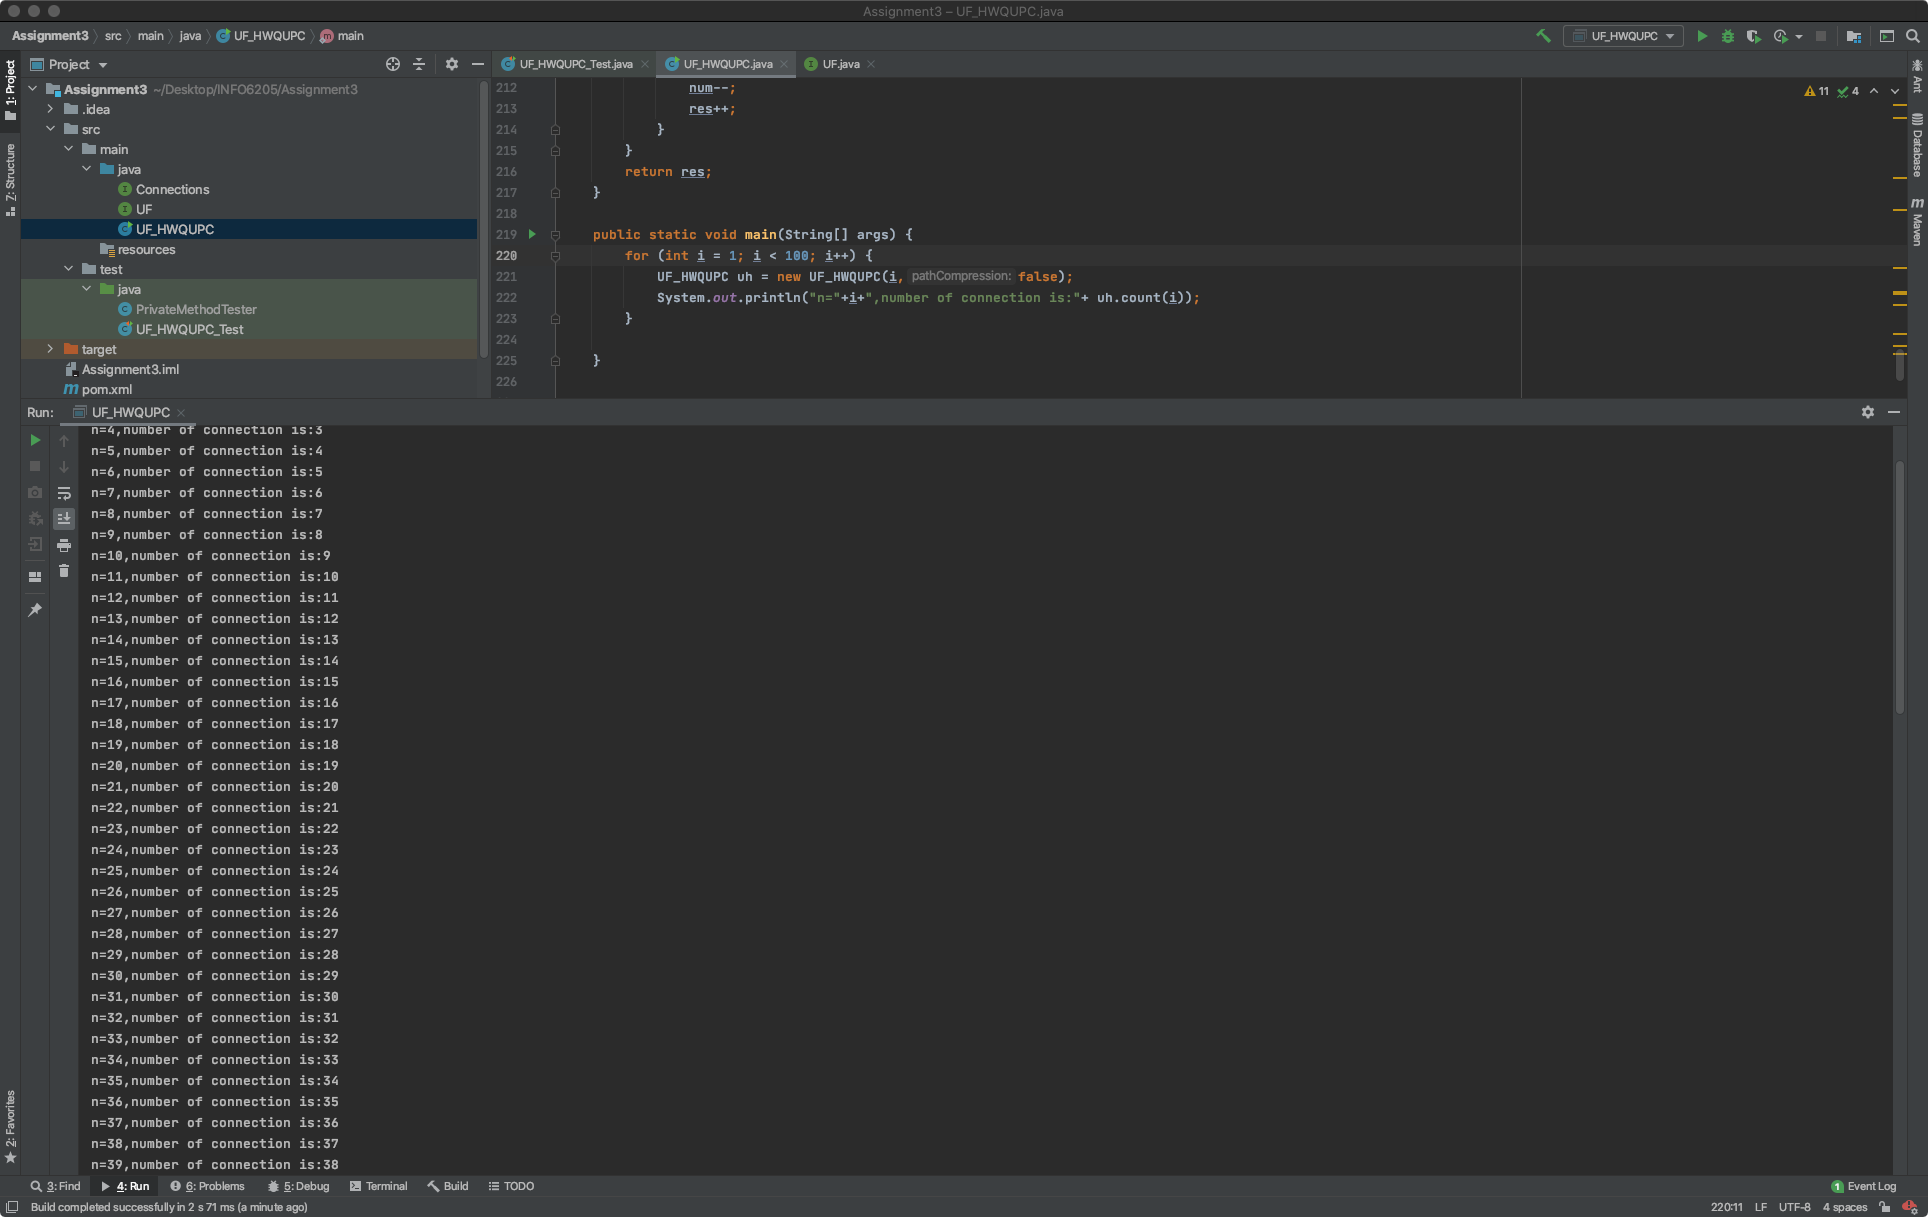 Assignment3 – UF_HWQUPC.java
Assignment3 src main java UF_HWQUPC main
UF_HWQUPC
1: Project
Z: Structure
2: Favorites
Project
Assignment3 ~/Desktop/INFO6205/Assignment3
.idea
src
main
java
Connections
UF
UF_HWQUPC
resources
test
java
PrivateMethodTester
UF_HWQUPC_Test
target
Assignment3.iml
pom.xml
UF_HWQUPC_Test.java UF_HWQUPC.java UF.java
11 4
212 num--;
213 res++;
214 }
215 }
216 return res;
217 }
218
219 public static void main(String[] args) {
220 for (int i = 1; i < 100; i++) {
221 UF_HWQUPC uh = new UF_HWQUPC(i, pathCompression: false);
222 System.out.println("n="+i+",number of connection is:"+ uh.count(i));
223 }
224
225 }
226
Ant
Database
Maven
Run: UF_HWQUPC
n=4,number of connection is:3
n=5,number of connection is:4
n=6,number of connection is:5
n=7,number of connection is:6
n=8,number of connection is:7
n=9,number of connection is:8
n=10,number of connection is:9
n=11,number of connection is:10
n=12,number of connection is:11
n=13,number of connection is:12
n=14,number of connection is:13
n=15,number of connection is:14
n=16,number of connection is:15
n=17,number of connection is:16
n=18,number of connection is:17
n=19,number of connection is:18
n=20,number of connection is:19
n=21,number of connection is:20
n=22,number of connection is:21
n=23,number of connection is:22
n=24,number of connection is:23
n=25,number of connection is:24
n=26,number of connection is:25
n=27,number of connection is:26
n=28,number of connection is:27
n=29,number of connection is:28
n=30,number of connection is:29
n=31,number of connection is:30
n=32,number of connection is:31
n=33,number of connection is:32
n=34,number of connection is:33
n=35,number of connection is:34
n=36,number of connection is:35
n=37,number of connection is:36
n=38,number of connection is:37
n=39,number of connection is:38
3: Find 4: Run 6: Problems 5: Debug Terminal Build TODO 1 Event Log
Build completed successfully in 2 s 71 ms (a minute ago) 220:11 LF UTF-8 4 spaces